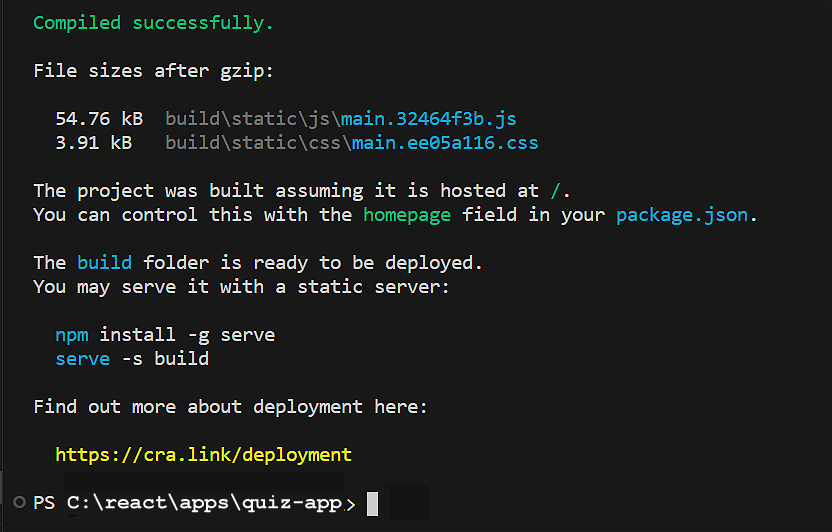 Compiled successfully.
File sizes after gzip:
54.76 kB  build\static\js\main.32464f3b.js
3.91 kB   build\static\css\main.ee05a116.css
The project was built assuming it is hosted at /.
You can control this with the homepage field in your package.json.
The build folder is ready to be deployed.
You may serve it with a static server:
npm install -g serve
serve -s build
Find out more about deployment here:
https://cra.link/deployment
PS C:\react\apps\quiz-app>